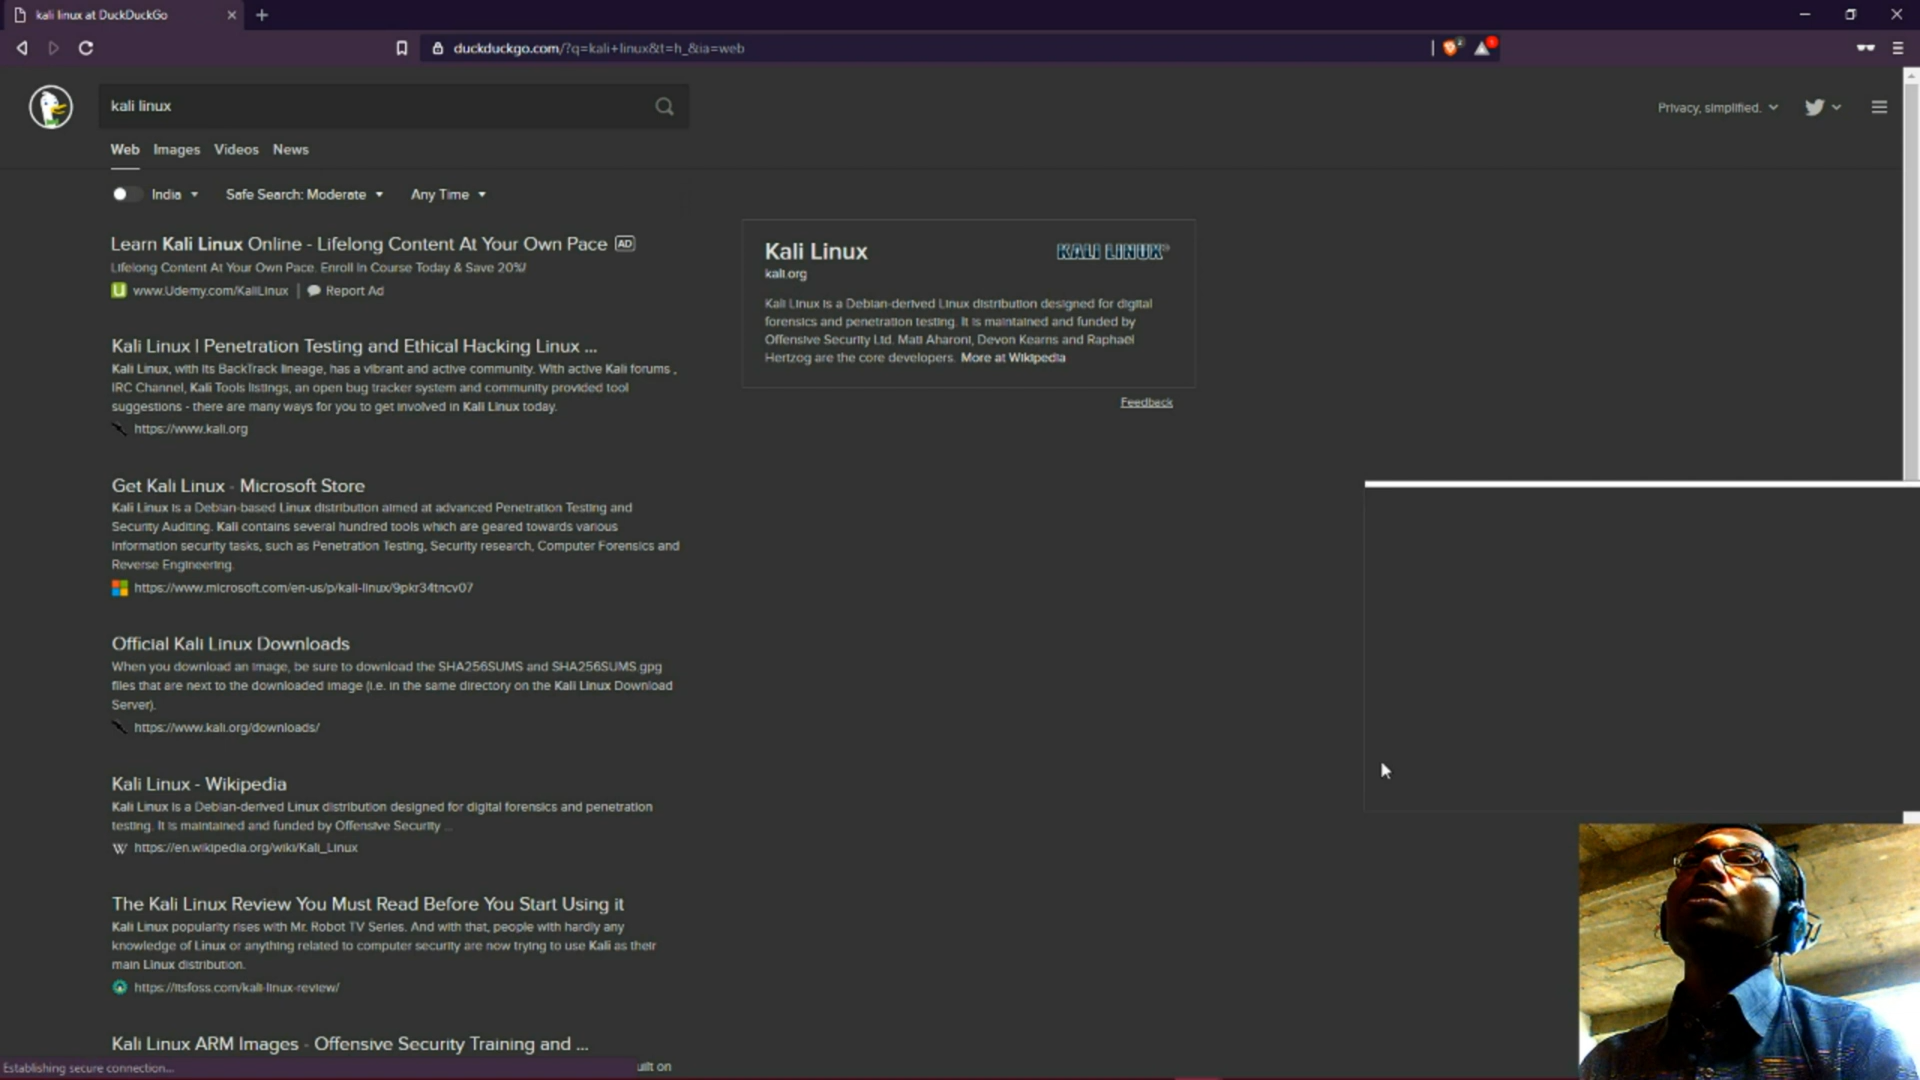 kali linux at DuckDuckGo
duckduckgo.com/?q=kali+linux&t=h_&ia=web
kali linux
Privacy, simplified.
Web Images Videos News
India Safe Search: Moderate Any Time
Learn Kali Linux Online - Lifelong Content At Your Own Pace AD
Lifelong Content At Your Own Pace. Enroll In Course Today & Save 20%!
www.Udemy.com/KaliLinux | Report Ad
Kali Linux | Penetration Testing and Ethical Hacking Linux ...
Kali Linux, with its BackTrack lineage, has a vibrant and active community. With active Kali forums ,
IRC Channel, Kali Tools listings, an open bug tracker system and community provided tool
suggestions - there are many ways for you to get involved in Kali Linux today.
https://www.kali.org
Get Kali Linux - Microsoft Store
Kali Linux is a Debian-based Linux distribution aimed at advanced Penetration Testing and
Security Auditing. Kali contains several hundred tools which are geared towards various
information security tasks, such as Penetration Testing, Security research, Computer Forensics and
Reverse Engineering.
https://www.microsoft.com/en-us/p/kali-linux/9pkr34tncv07
Official Kali Linux Downloads
When you download an image, be sure to download the SHA256SUMS and SHA256SUMS.gpg
files that are next to the downloaded image (i.e. in the same directory on the Kali Linux Download
Server).
https://www.kali.org/downloads/
Kali Linux - Wikipedia
Kali Linux is a Debian-derived Linux distribution designed for digital forensics and penetration
testing. It is maintained and funded by Offensive Security ...
W https://en.wikipedia.org/wiki/Kali_Linux
The Kali Linux Review You Must Read Before You Start Using it
Kali Linux popularity rises with Mr. Robot TV Series. And with that, people with hardly any
knowledge of Linux or anything related to computer security are now trying to use Kali as their
main Linux distribution.
https://itsfoss.com/kali-linux-review/
Kali Linux ARM Images - Offensive Security Training and ...
uilt on
Establishing secure connection...
Kali Linux
KALI LINUX
kali.org
Kali Linux is a Debian-derived Linux distribution designed for digital
forensics and penetration testing. It is maintained and funded by
Offensive Security Ltd. Mati Aharoni, Devon Kearns and Raphaël
Hertzog are the core developers. More at Wikipedia
Feedback